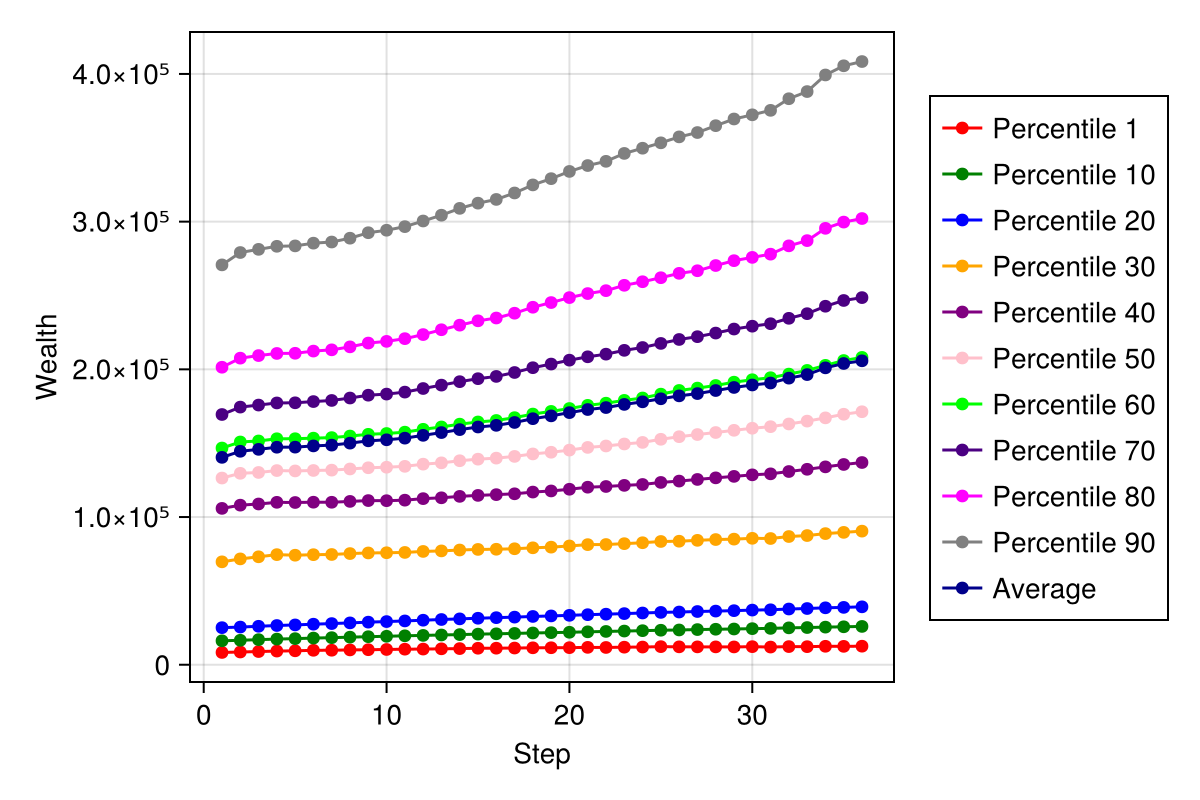 4.0×10⁵
3.0×10⁵
2.0×10⁵
1.0×10⁵
0
Wealth
0
10
20
30
Step
Percentile 1
Percentile 10
Percentile 20
Percentile 30
Percentile 40
Percentile 50
Percentile 60
Percentile 70
Percentile 80
Percentile 90
Average